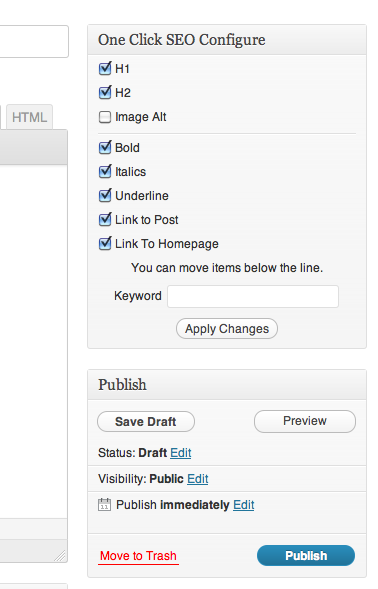 One Click SEO Configure
H1
H2
HTML
Image Alt
Bold
Italics
Underline
Link to Post
Link To Homepage
You can move items below the line.
Keyword
Apply Changes
Publish
Save Draft Preview
Status: Draft Edit
Visibility: Public Edit
11 Publish immediately Edit
Move to Trash Publish